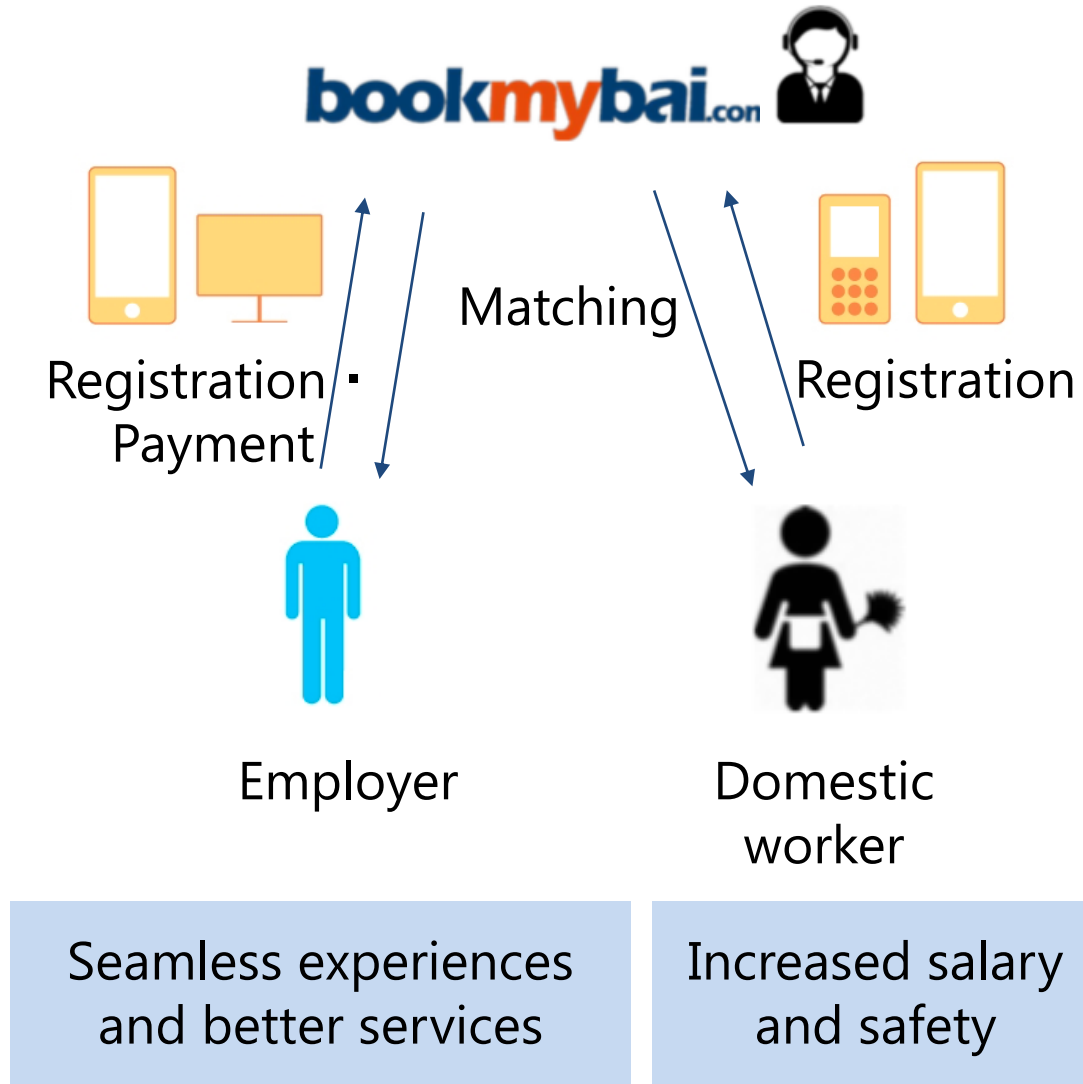 bookmybai.com
Matching
Registration・
Payment
Registration
Employer
Domestic
worker
Seamless experiences
and better services
Increased salary
and safety